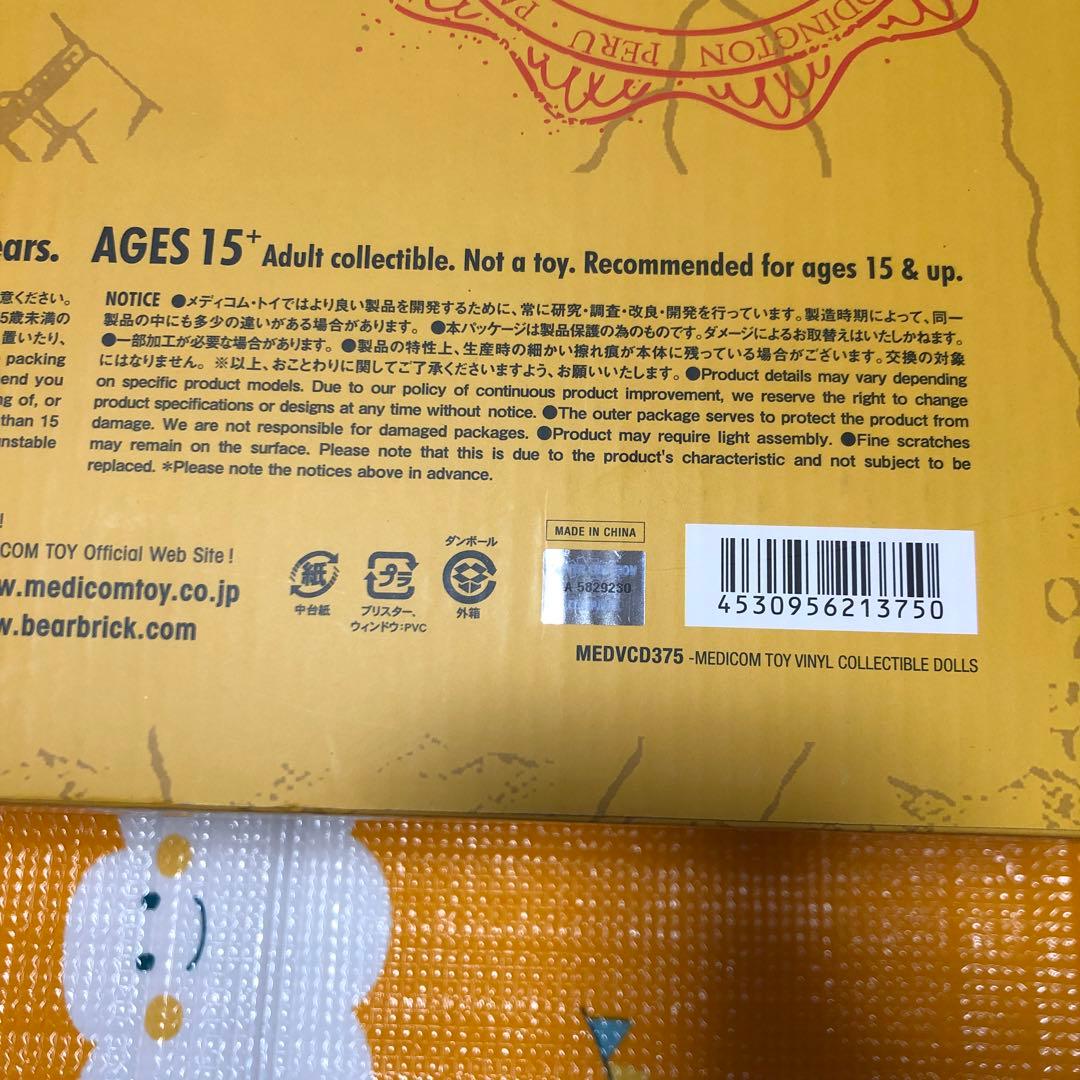 DDINGTON PERU · PA
ears. AGES 15+ Adult collectible. Not a toy. Recommended for ages 15 & up.
意ください。
5歳未満の
置いたり、
packing
end you
ng of, or
than 15
unstable
NOTICE ●メディコム・トイではより良い製品を開発するために、常に研究・調査・改良・開発を行っています。製造時期によって、同一
製品の中にも多少の違いがある場合があります。 ●本パッケージは製品保護の為のものです。ダメージによるお取替えはいたしかねます。
●一部加工が必要な場合があります。 ●製品の特性上、生産時の細かい擦れ痕が本体に残っている場合がございます。交換の対象
にはなりません。 ※以上、おことわりに関してご了承くださいますよう、お願いいたします。 ●Product details may vary depending
on specific product models. Due to our policy of continuous product improvement, we reserve the right to change
product specifications or designs at any time without notice. ●The outer package serves to protect the product from
damage. We are not responsible for damaged packages. ●Product may require light assembly. ●Fine scratches
may remain on the surface. Please note that this is due to the product's characteristic and not subject to be
replaced. *Please note the notices above in advance.
!
ICOM TOY Official Web Site !
w.medicomtoy.co.jp
w.bearbrick.com
紙
中台紙
プラ
ブリスター、
ウィンドウ:PVC
ダンボール
外箱
MADE IN CHINA
A 5829230
4530956213750
MEDVCD375 -MEDICOM TOY VINYL COLLECTIBLE DOLLS